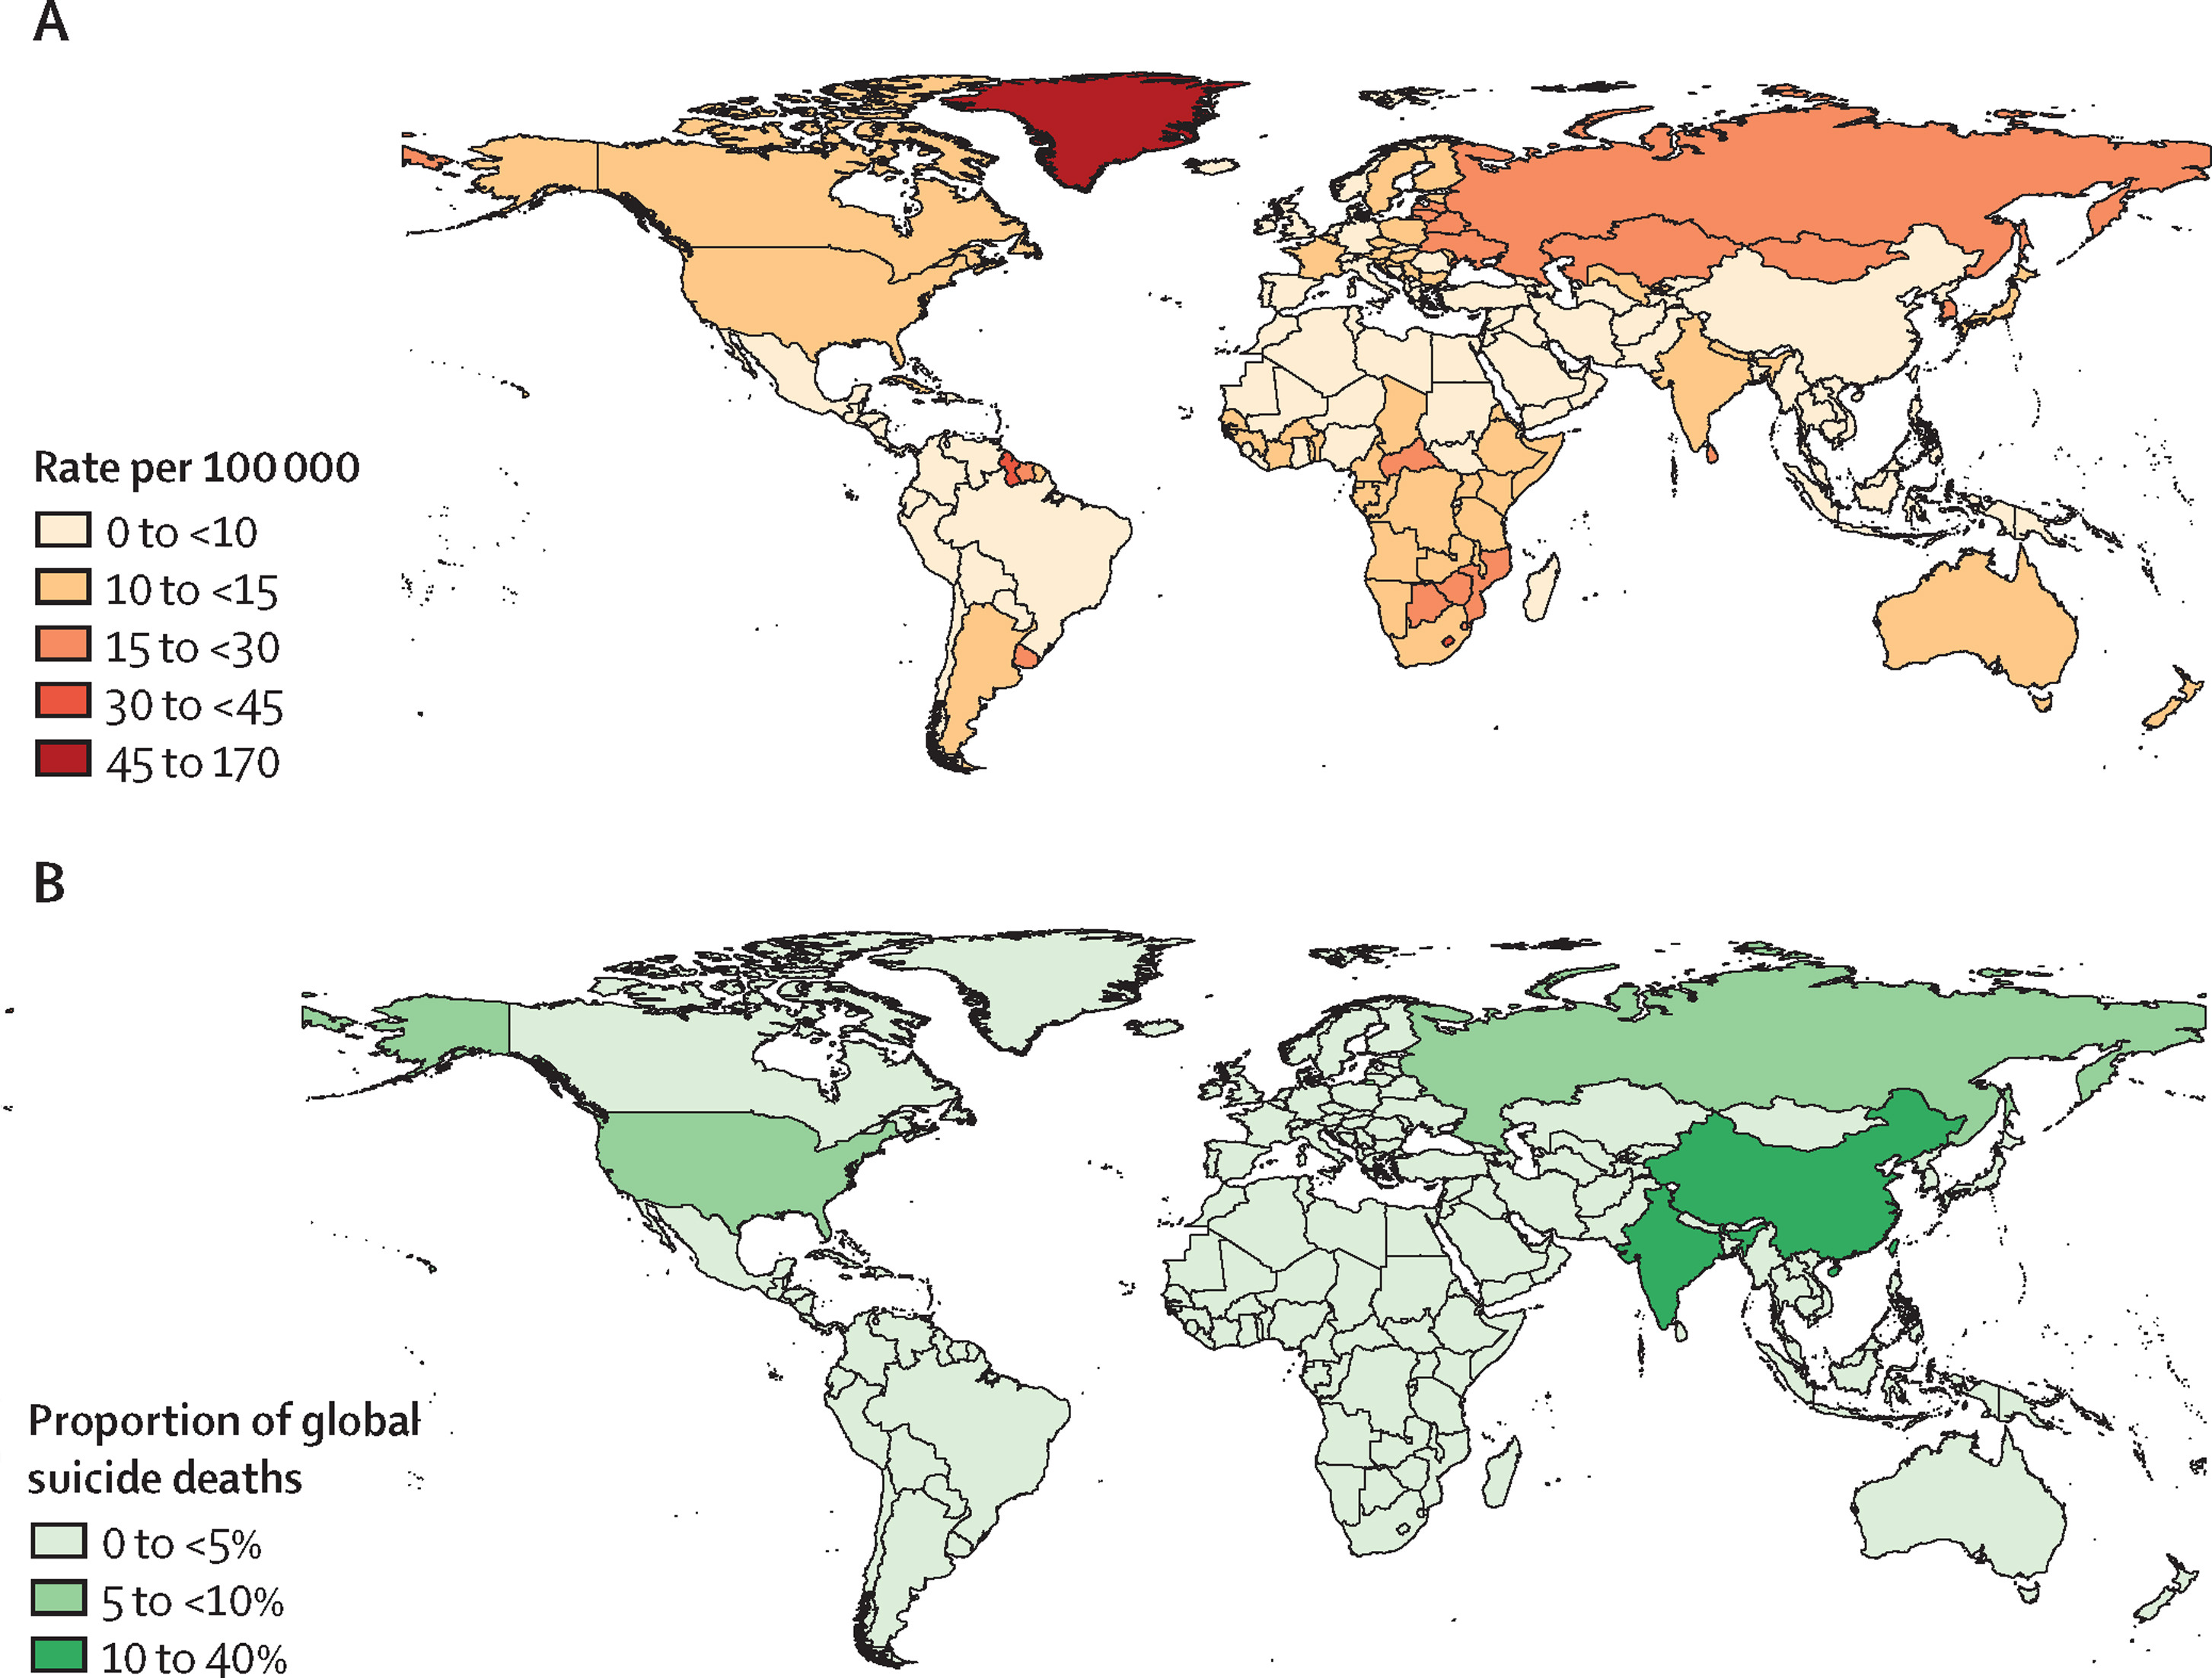 A
Rate per 100 000
0 to <10
10 to <15
15 to <30
30 to <45
45 to 170
B
Proportion of global
suicide deaths
0 to <5%
5 to <10%
10 to 40%